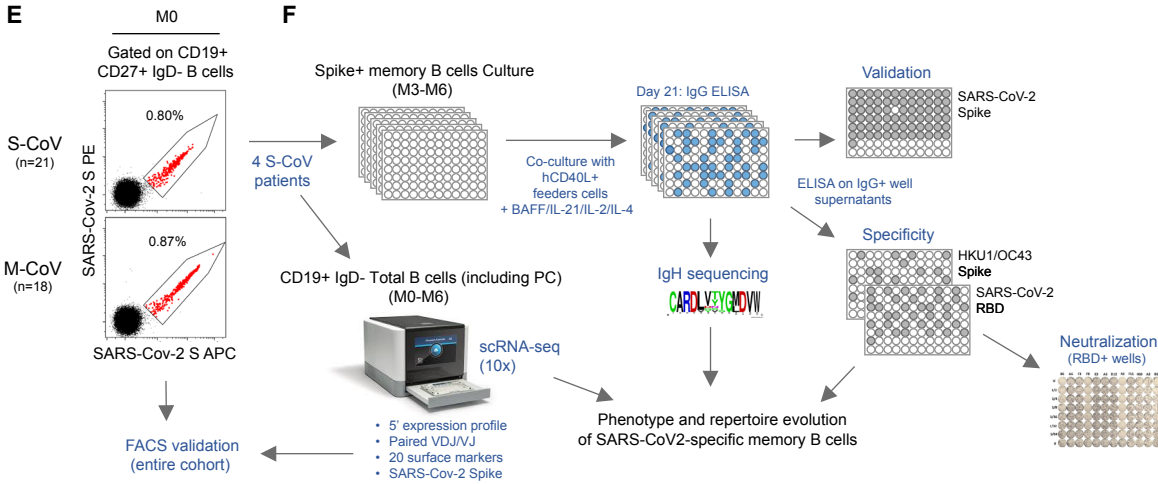 E
M0
Gated on CD19+
CD27+ IgD- B cells
0.80%
S-CoV
(n=21)
0.87%
M-CoV
(n=18)
SARS-Cov-2 S PE
SARS-Cov-2 S APC
FACS validation
(entire cohort)
F
Spike+ memory B cells Culture
(M3-M6)
4 S-CoV
patients
Co-culture with
hCD40L+
feeders cells
+ BAFF/IL-21/IL-2/IL-4
Day 21: IgG ELISA
Validation
SARS-CoV-2
Spike
ELISA on IgG+ well
supernatants
Specificity
HKU1/OC43
Spike
SARS-CoV-2
RBD
Neutralization
(RBD+ wells)
IgH sequencing
CARDLYTYGMDVW
CD19+ IgD- Total B cells (including PC)
(M0-M6)
scRNA-seq
(10x)
• 5' expression profile
• Paired VDJ/VJ
• 20 surface markers
• SARS-Cov-2 Spike
Phenotype and repertoire evolution
of SARS-CoV2-specific memory B cells